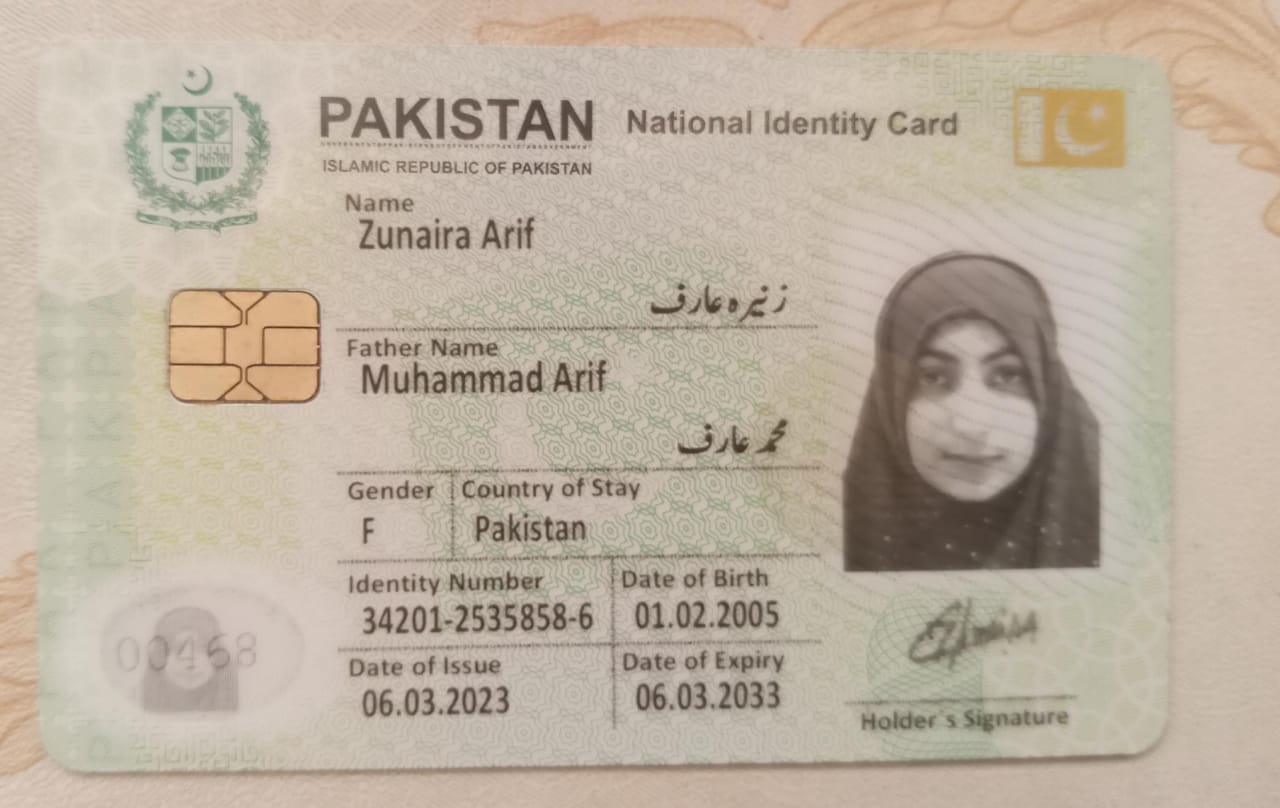 PAKISTAN National Identity Card
ISLAMIC REPUBLIC OF PAKISTAN
Name
Zunaira Arif
زنیرہ عارف
Father Name
Muhammad Arif
محمد عارف
Gender Country of Stay
F Pakistan
Identity Number Date of Birth
34201-2535858-6 01.02.2005
Date of Issue Date of Expiry
06.03.2023 06.03.2033
00468
Holder's Signature